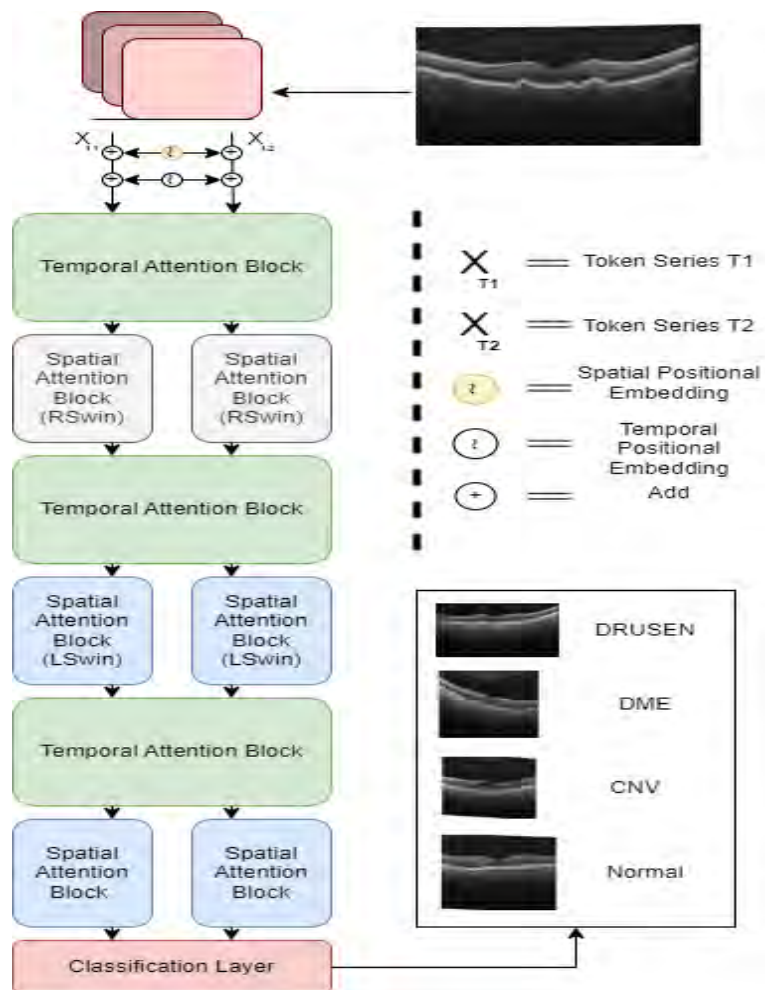 X T1
X T2
Temporal Attention Block
Spatial
Attention
Block
(RSwin)
Spatial
Attention
Block
(RSwin)
Temporal Attention Block
Spatial
Attention
Block
(LSwin)
Spatial
Attention
Block
(LSwin)
Temporal Attention Block
Spatial
Attention
Block
Spatial
Attention
Block
Classification Layer
X T1 = Token Series T1
X T2 = Token Series T2
= Spatial Positional
Embedding
= Temporal
Positional
Embedding
+ = Add
DRUSEN
DME
CNV
Normal